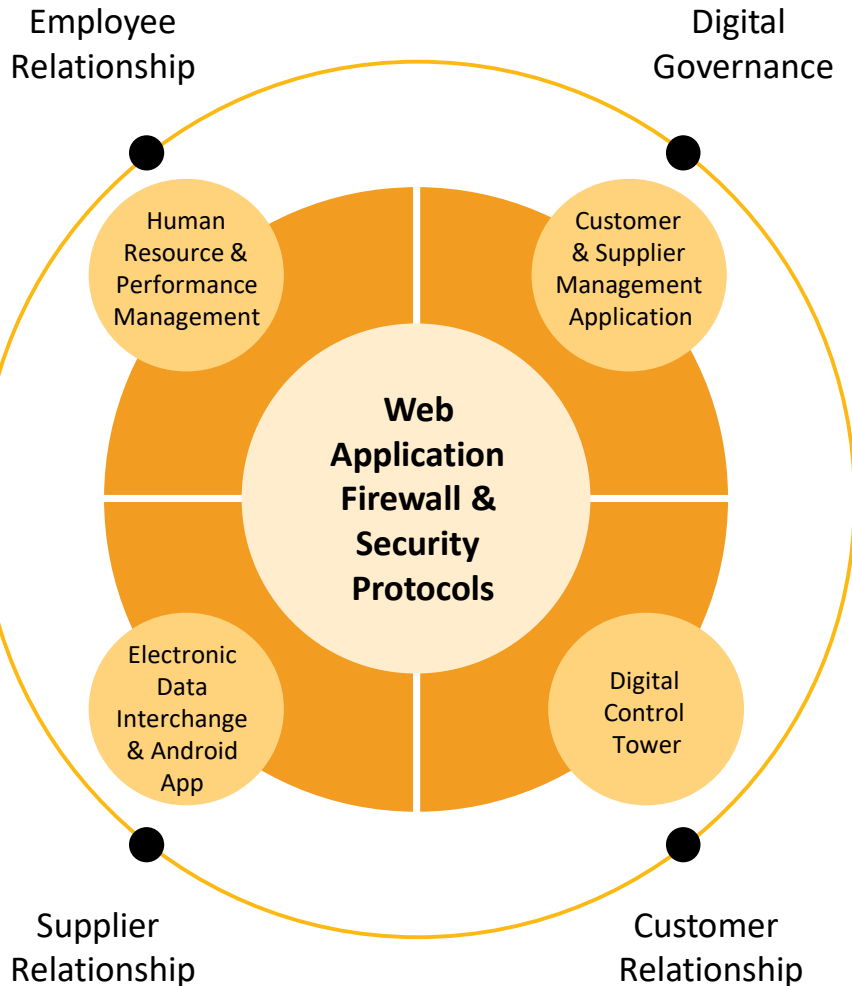 Employee
Relationship
Digital
Governance
Human
Resource &
Performance
Management
Customer
& Supplier
Management
Application
Web
Application
Firewall &
Security
Protocols
Electronic
Data
Interchange
& Android
App
Digital
Control
Tower
Supplier
Relationship
Customer
Relationship